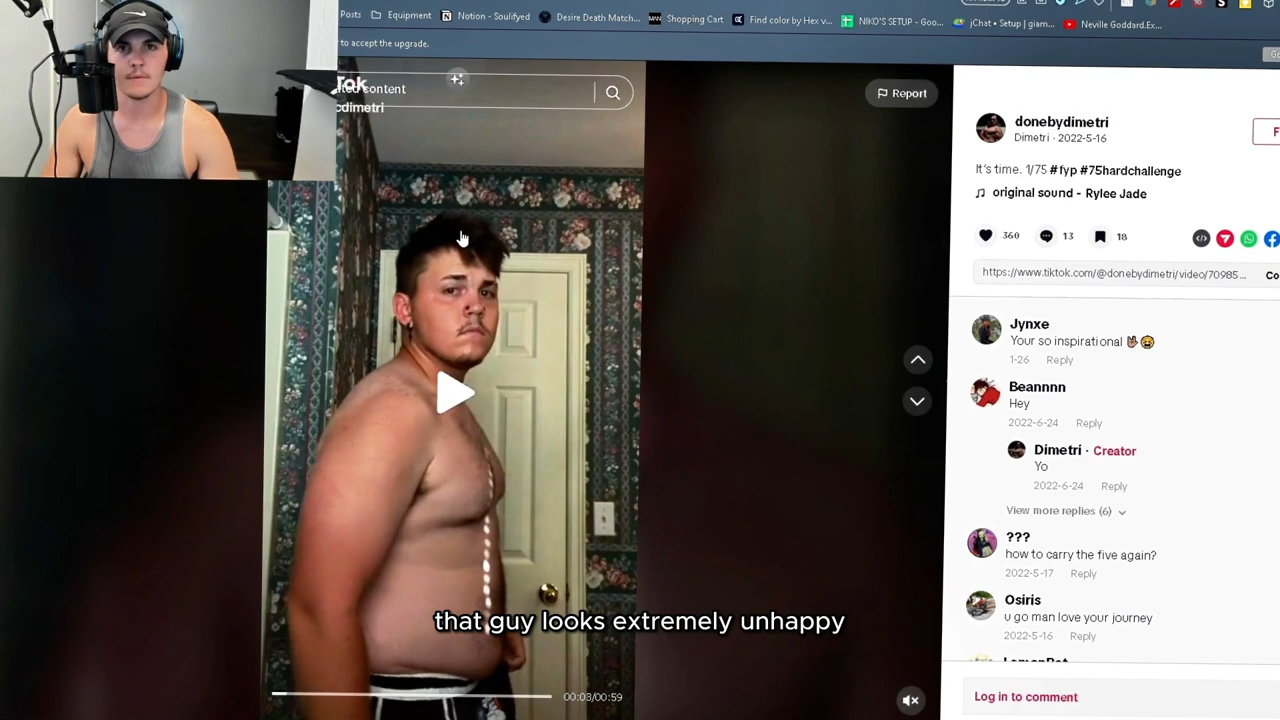 Posts Equipment Notion - Soulifyed Desire Death Match... Shopping Cart Find color by Hex v... NIKO'S SETUP - Goo... jChat • Setup | giam... Neville Goddard.Ex...
to accept the upgrade.
content
cdimetri
Report
donebydimetri
Dimetri · 2022-5-16
It's time. 1/75 #fyp #75hardchallenge
original sound - Rylee Jade
360 13 18
https://www.tiktok.com/@donebydimetri/video/70985... Co
Jynxe
Your so inspirational
1-26 Reply
Beannnn
Hey
2022-6-24 Reply
Dimetri · Creator
Yo
2022-6-24 Reply
View more replies (6)
???
how to carry the five again?
2022-5-17 Reply
Osiris
u go man love your journey
2022-5-16 Reply
that guy looks extremely unhappy
00:03/00:59
Log in to comment